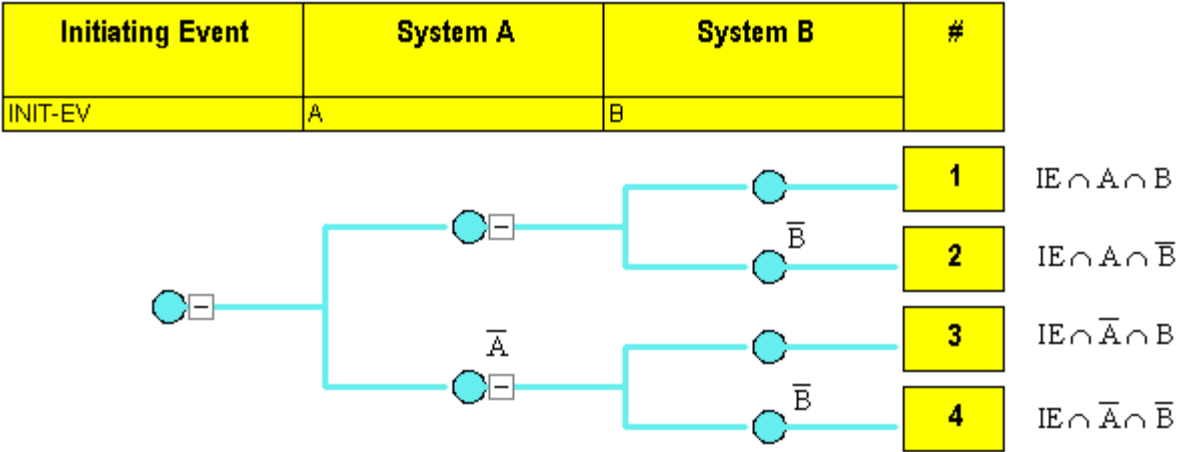 Initiating Event System A System B #
INIT-EV A B
1 IE ∩ A ∩ B
B̅
2 IE ∩ A ∩ B̅
A̅
3 IE ∩ A̅ ∩ B
B̅
4 IE ∩ A̅ ∩ B̅